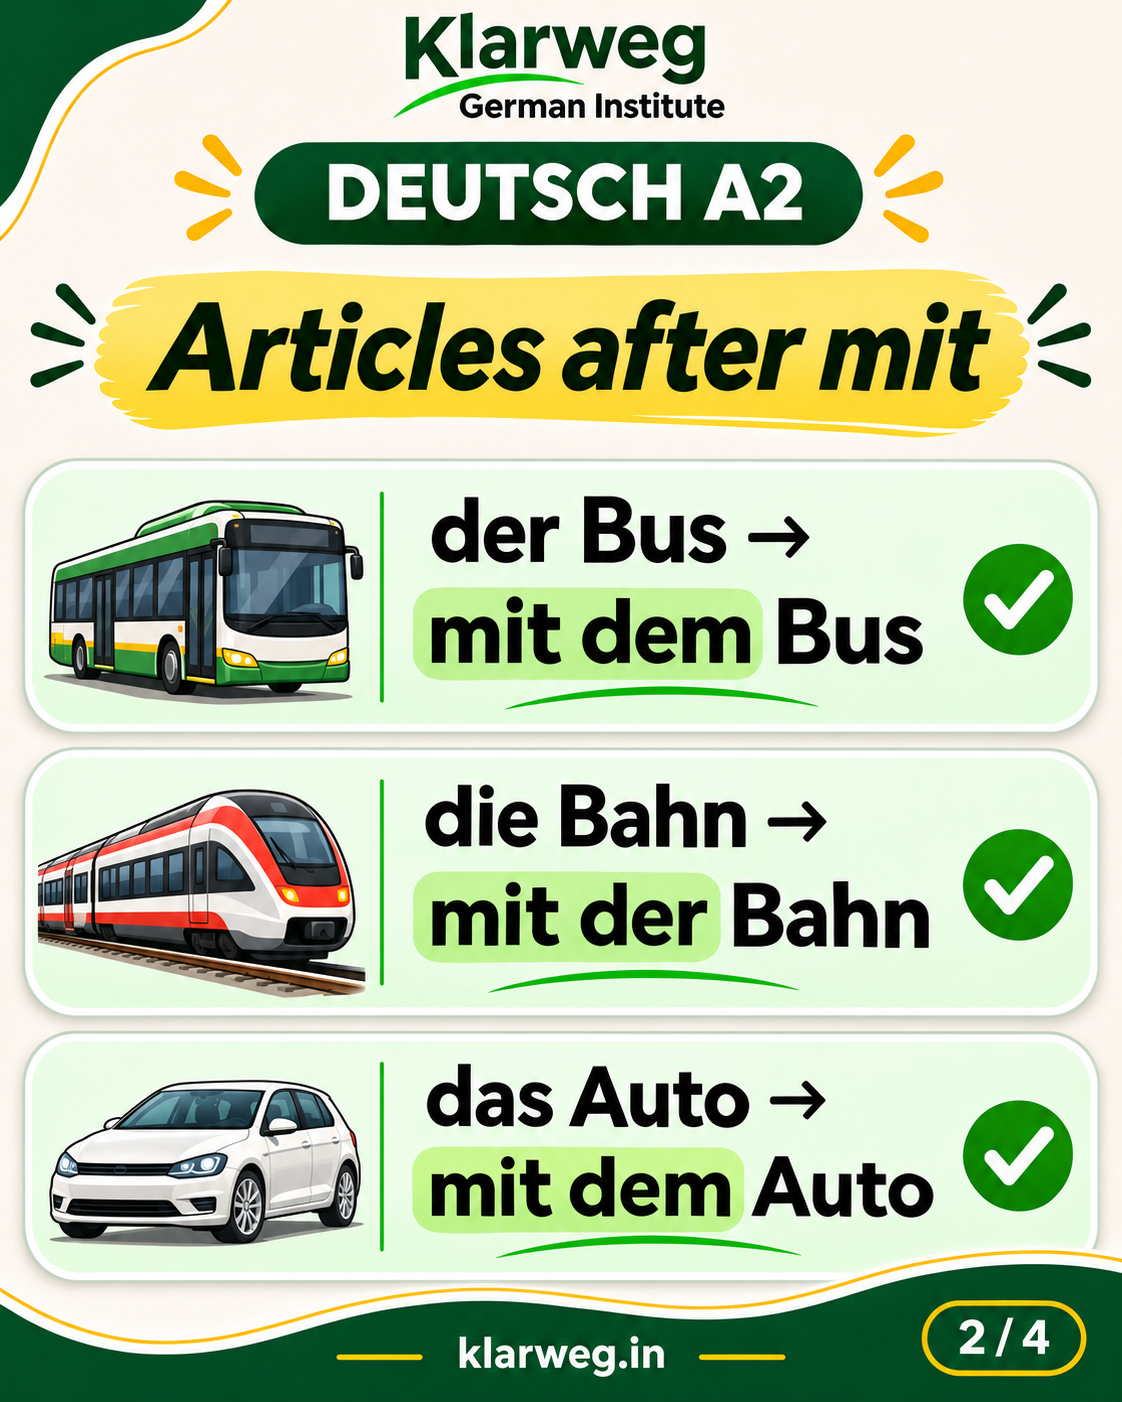 Klarweg
German Institute
DEUTSCH A2
Articles after mit
der Bus →
mit dem Bus
die Bahn →
mit der Bahn
das Auto →
mit dem Auto
klarweg.in
2 / 4